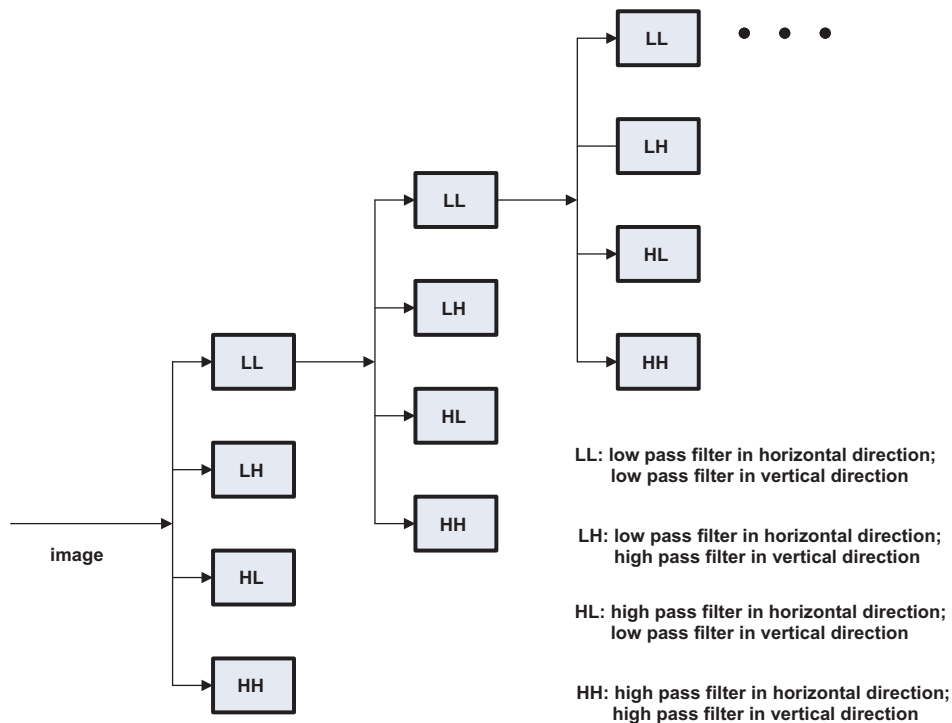 LL
LH
HL
HH
LL
LH
HL
HH
LL
LH
HL
HH
image
LL: low pass filter in horizontal direction;
low pass filter in vertical direction
LH: low pass filter in horizontal direction;
high pass filter in vertical direction
HL: high pass filter in horizontal direction;
low pass filter in vertical direction
HH: high pass filter in horizontal direction;
high pass filter in vertical direction